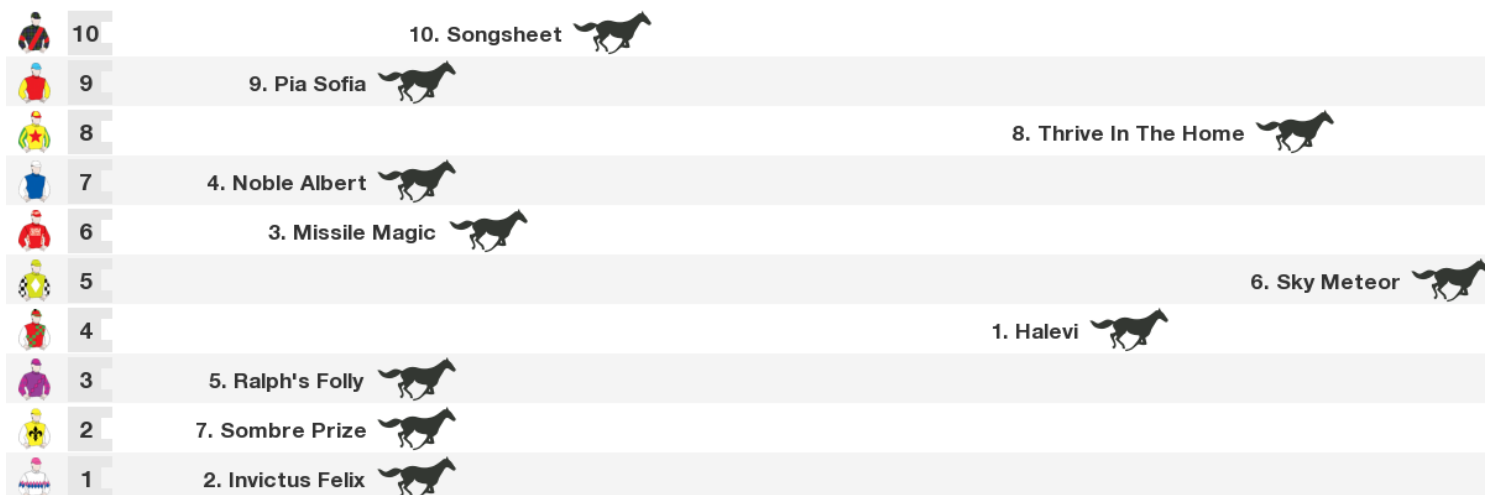 10 10. Songsheet
9 9. Pia Sofia
8 8. Thrive In The Home
7 4. Noble Albert
6 3. Missile Magic
5 6. Sky Meteor
4 1. Halevi
3 5. Ralph's Folly
2 7. Sombre Prize
1 2. Invictus Felix